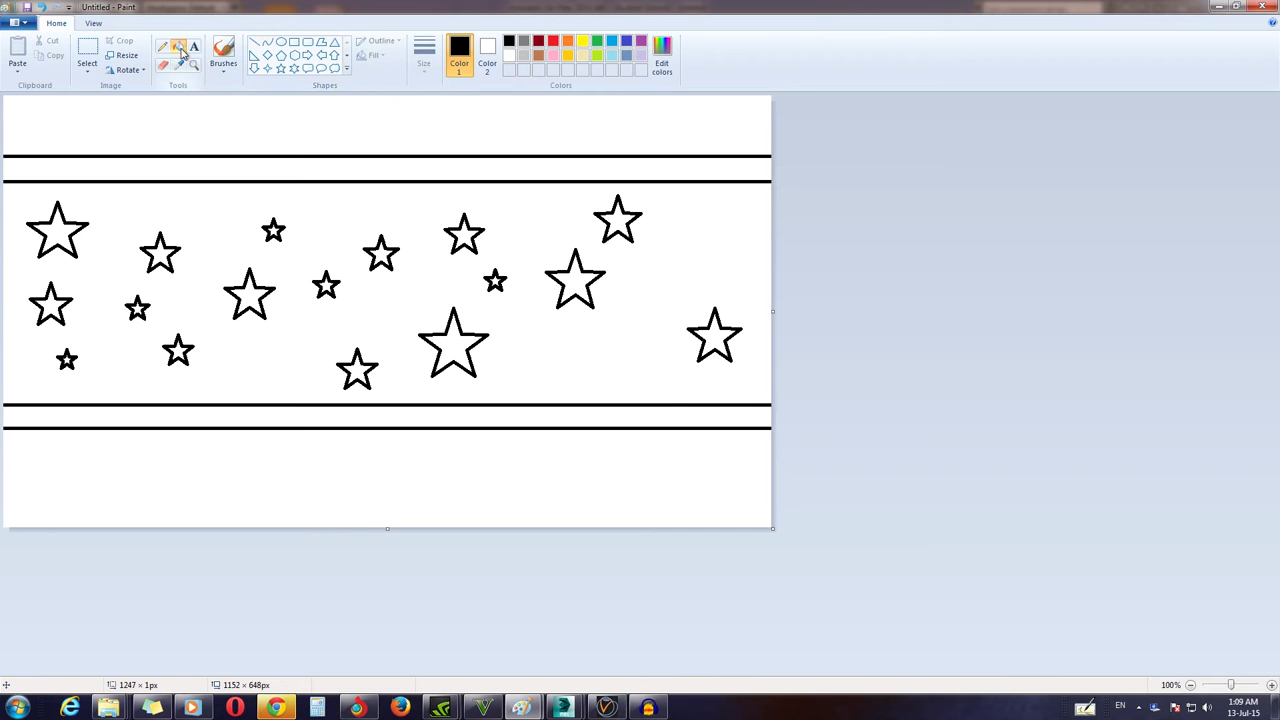 Untitled - Paint
Home
View
Paste
Cut
Copy
Clipboard
Select
Crop
Resize
Rotate
Image
A
Tools
Brushes
Outline
Fill
Shapes
Size
Color
1
Color
2
Edit
colors
Colors
1247 × 1px
1152 × 648px
100%
EN
1:09 AM
13-Jul-15